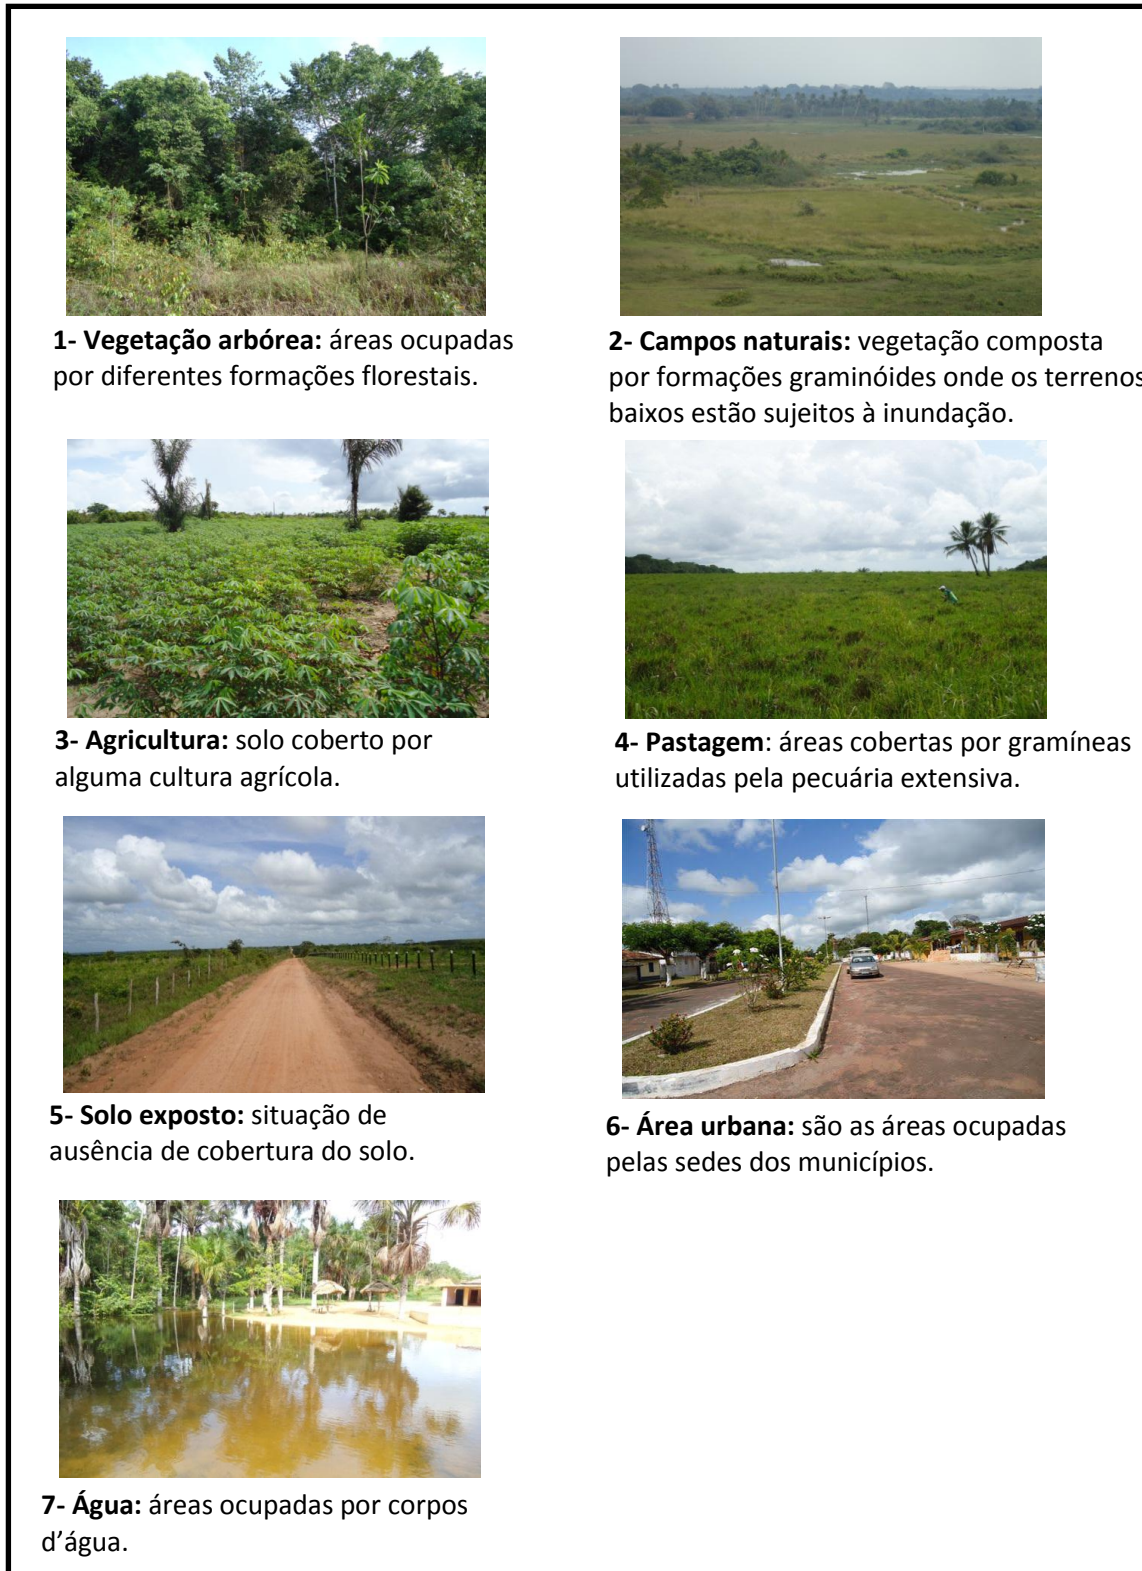 1- Vegetação arbórea: áreas ocupadas
por diferentes formações florestais.
2- Campos naturais: vegetação composta
por formações graminóides onde os terrenos
baixos estão sujeitos à inundação.
3- Agricultura: solo coberto por
alguma cultura agrícola.
4- Pastagem: áreas cobertas por gramíneas
utilizadas pela pecuária extensiva.
5- Solo exposto: situação de
ausência de cobertura do solo.
6- Área urbana: são as áreas ocupadas
pelas sedes dos municípios.
7- Água: áreas ocupadas por corpos
d’água.